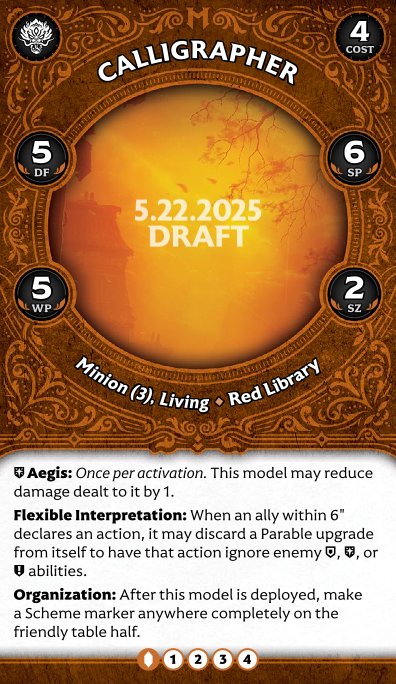 4
COST
CALLIGRAPHER
5
DF
6
SP
5.22.2025
DRAFT
5
WP
2
SZ
Minion (3), Living ♦ Red Library
Aegis: Once per activation. This model may reduce
damage dealt to it by 1.
Flexible Interpretation: When an ally within 6"
declares an action, it may discard a Parable upgrade
from itself to have that action ignore enemy , , or
abilities.
Organization: After this model is deployed, make
a Scheme marker anywhere completely on the
friendly table half.
1 2 3 4